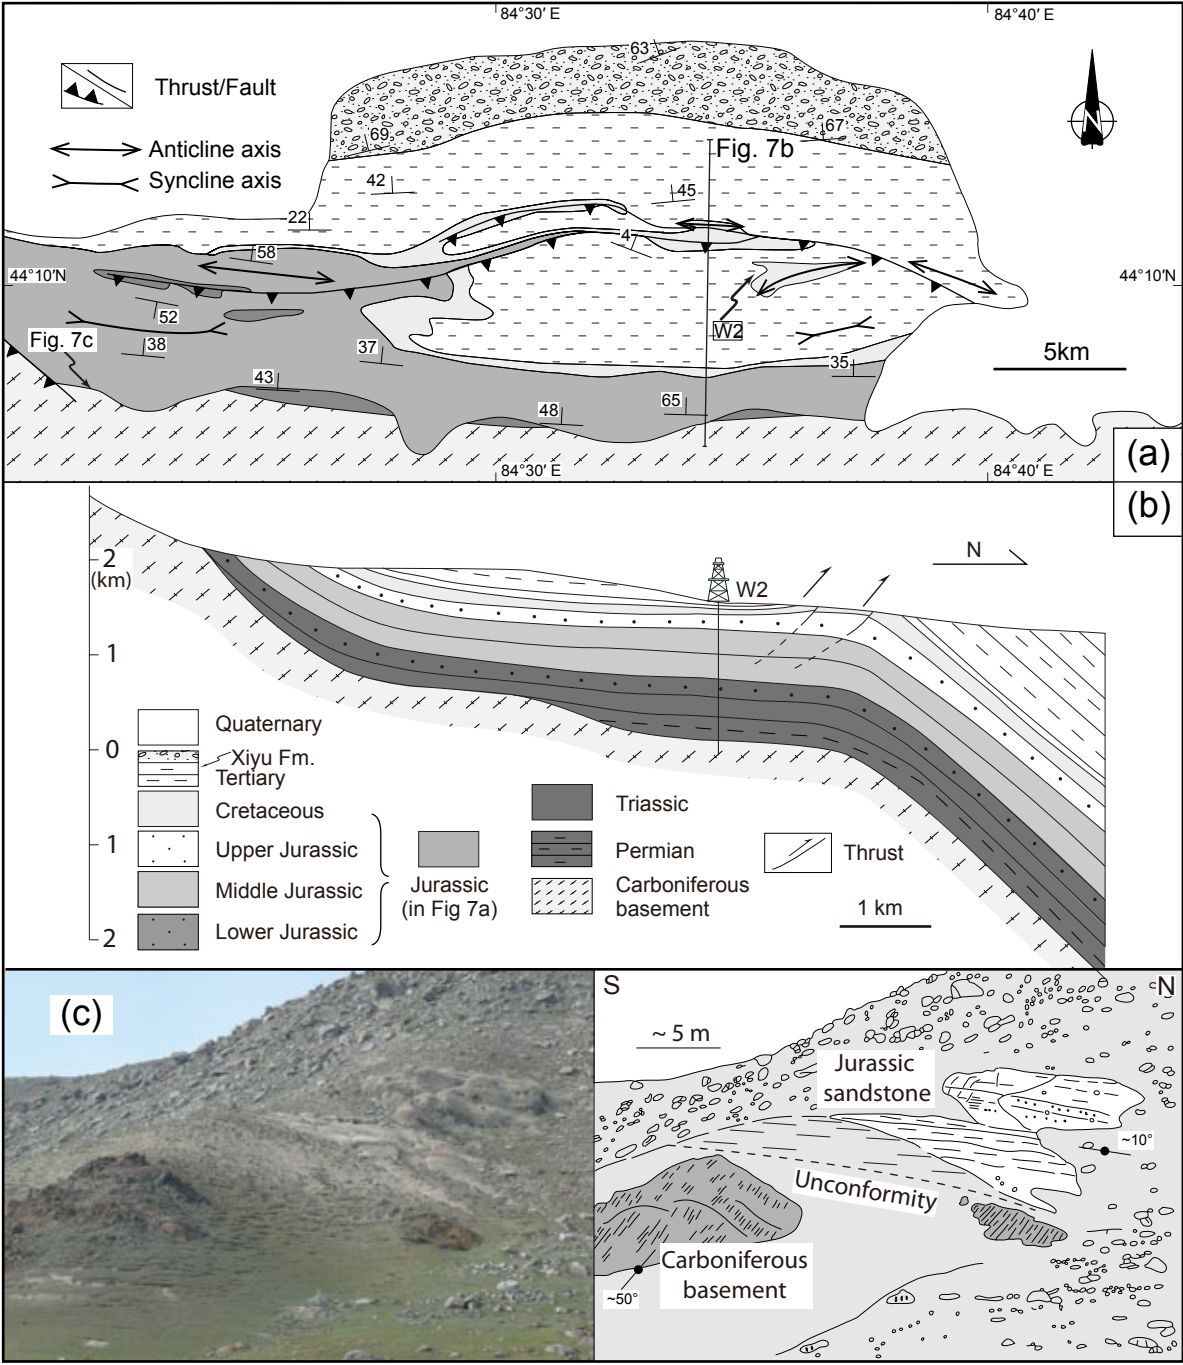 84°30′ E
84°40′ E
Thrust/Fault
Anticline axis
Syncline axis
N
63
69
67
Fig. 7b
42
45
22
58
4
44°10′N
44°10′N
52
W2
Fig. 7c
38
37
35
5km
43
48
65
84°30′ E
84°40′ E
(a)
(b)
N
2
(km)
W2
1
0
1
2
Quaternary
Xiyu Fm.
Tertiary
Cretaceous
Upper Jurassic
Middle Jurassic
Lower Jurassic
Jurassic
(in Fig 7a)
Triassic
Permian
Carboniferous
basement
Thrust
1 km
(c)
S
N
~ 5 m
Jurassic
sandstone
~10°
Unconformity
Carboniferous
basement
~50°